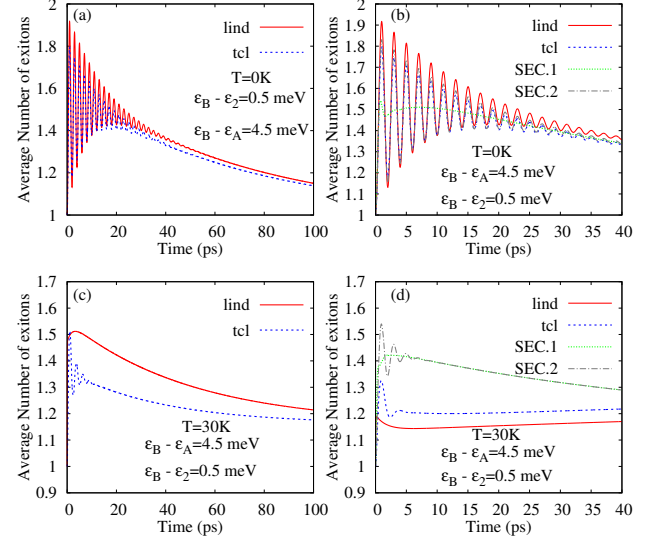 (a)
lind
tcl
T=0K
ε_B - ε_2=0.5 meV
ε_B - ε_A=4.5 meV
Average Number of exitons
2
1.8
1.6
1.4
1.2
1
0 20 40 60 80 100
Time (ps)
(b)
lind
tcl
SEC.1
SEC.2
T=0K
ε_B - ε_A=4.5 meV
ε_B - ε_2=0.5 meV
Average Number of exitons
2
1.9
1.8
1.7
1.6
1.5
1.4
1.3
1.2
1.1
1
0 5 10 15 20 25 30 35 40
Time (ps)
(c)
lind
tcl
T=30K
ε_B - ε_A=4.5 meV
ε_B - ε_2=0.5 meV
Average Number of exitons
1.7
1.6
1.5
1.4
1.3
1.2
1.1
1
0.9
0 20 40 60 80 100
Time (ps)
(d)
lind
tcl
SEC.1
SEC.2
T=30K
ε_B - ε_A=4.5 meV
ε_B - ε_2=0.5 meV
Average Number of exitons
1.7
1.6
1.5
1.4
1.3
1.2
1.1
1
0.9
0 5 10 15 20 25 30 35 40
Time (ps)